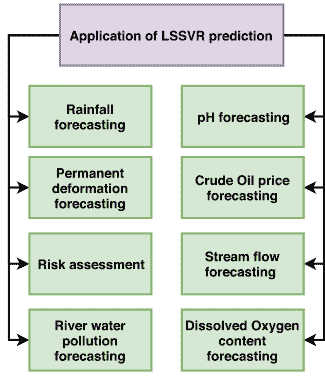 Application of LSSVR prediction
Rainfall
forecasting
pH forecasting
Permanent
deformation
forecasting
Crude Oil price
forecasting
Risk assessment
Stream flow
forecasting
River water
pollution
forecasting
Dissolved Oxygen
content
forecasting